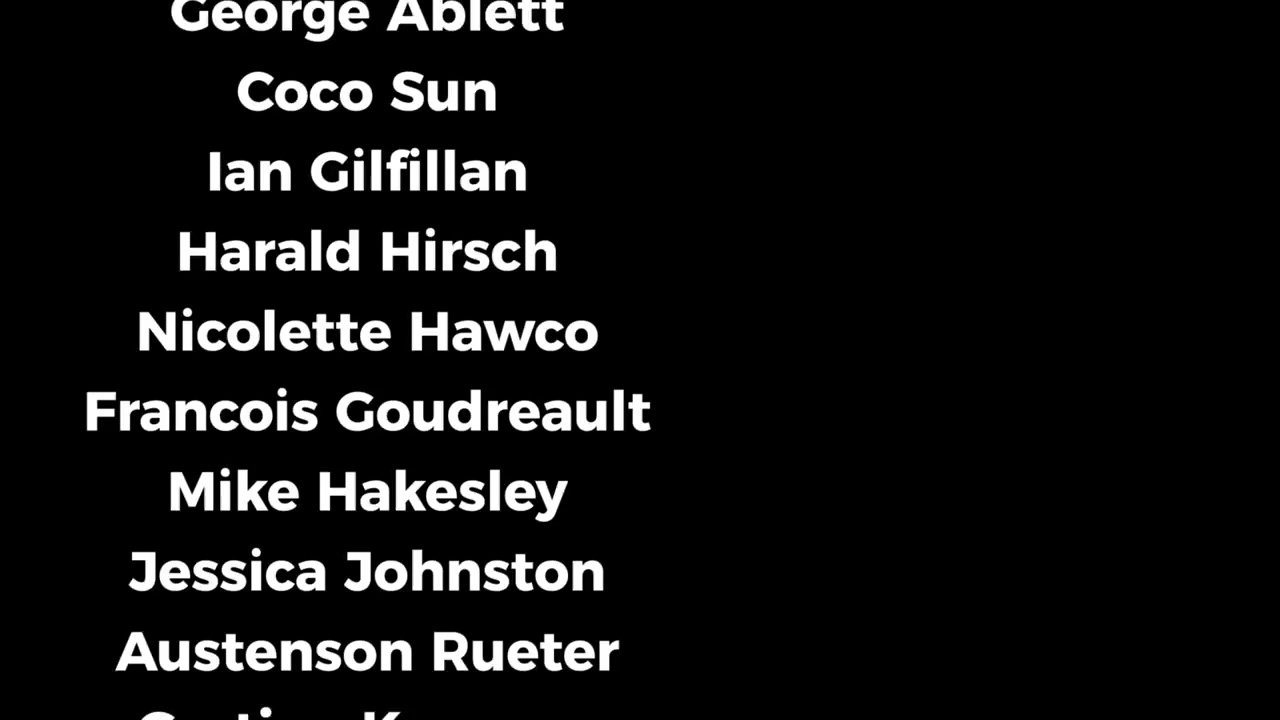 George Ablett
Coco Sun
Ian Gilfillan
Harald Hirsch
Nicolette Hawco
Francois Goudreault
Mike Hakesley
Jessica Johnston
Austenson Rueter